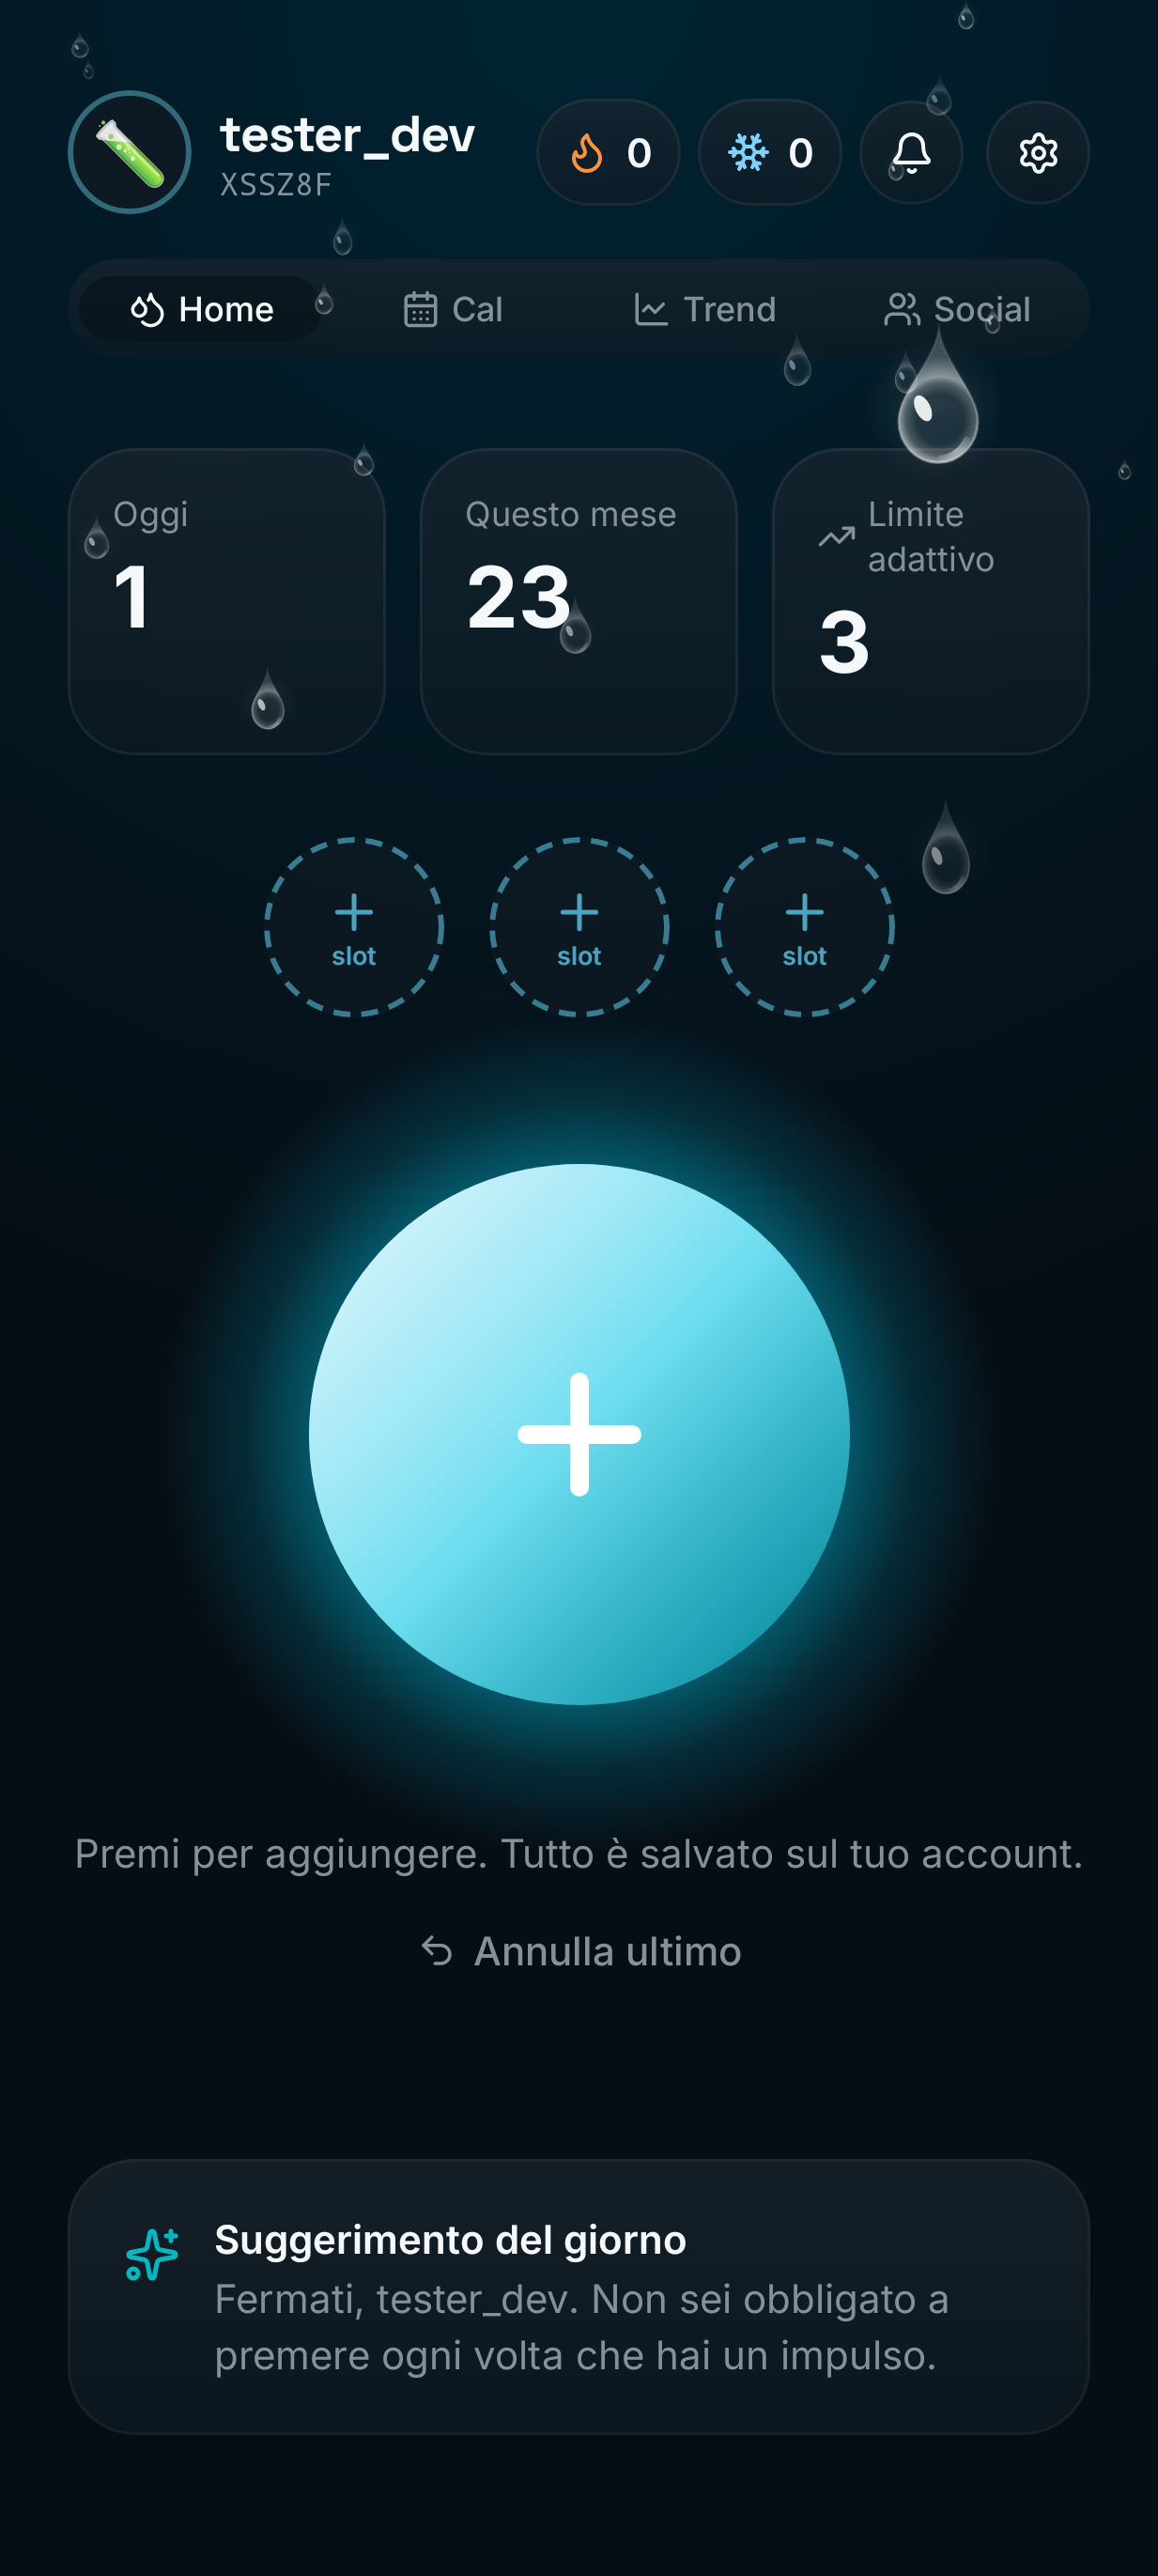 tester_dev
XSSZ8F
0
0
Home
Cal
Trend
Social
Oggi
1
Questo mese
23
Limite
adattivo
3
slot
slot
slot
Premi per aggiungere. Tutto è salvato sul tuo account.
Annulla ultimo
Suggerimento del giorno
Fermati, tester_dev. Non sei obbligato a
premere ogni volta che hai un impulso.